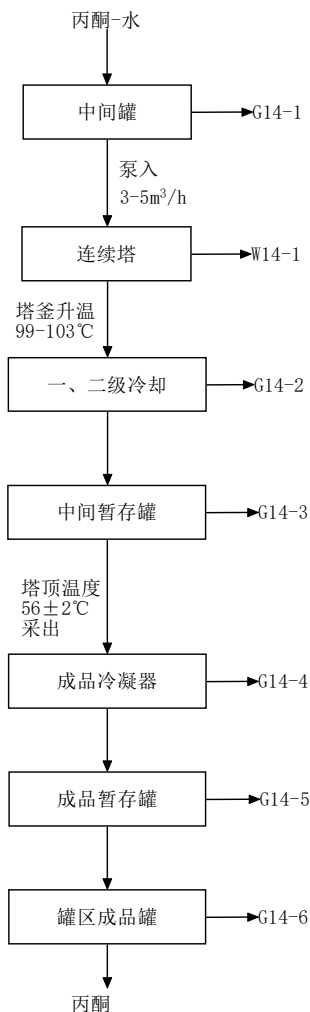 丙酮-水
中间罐
G14-1
泵入
3-5m³/h
连续塔
W14-1
塔釜升温
99-103℃
一、二级冷却
G14-2
中间暂存罐
G14-3
塔顶温度
56±2℃
采出
成品冷凝器
G14-4
成品暂存罐
G14-5
罐区成品罐
G14-6
丙酮